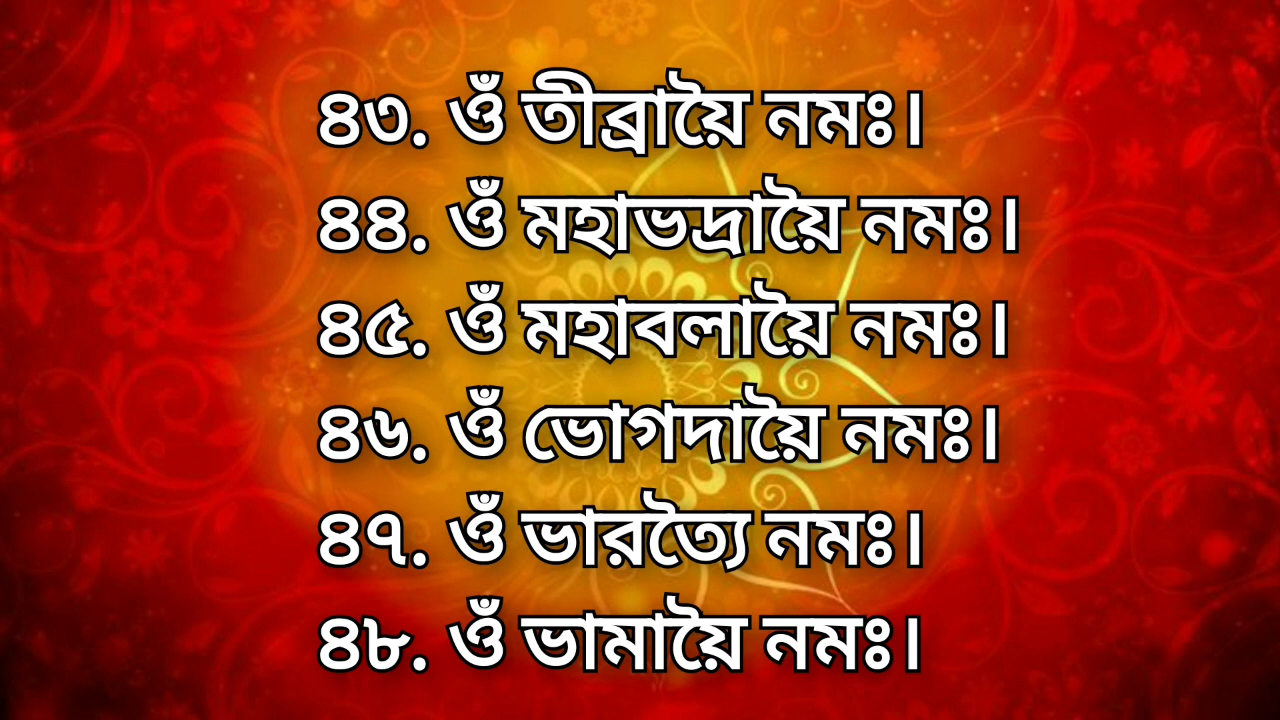 ৪৩. ওঁ তীব্রায়ৈ নমঃ।
৪৪. ওঁ মহাভদ্রায়ৈ নমঃ।
৪৫. ওঁ মহাবলায়ৈ নমঃ।
৪৬. ওঁ ভোগদায়ৈ নমঃ।
৪৭. ওঁ ভারত্যৈ নমঃ।
৪৮. ওঁ ভামায়ৈ নমঃ।